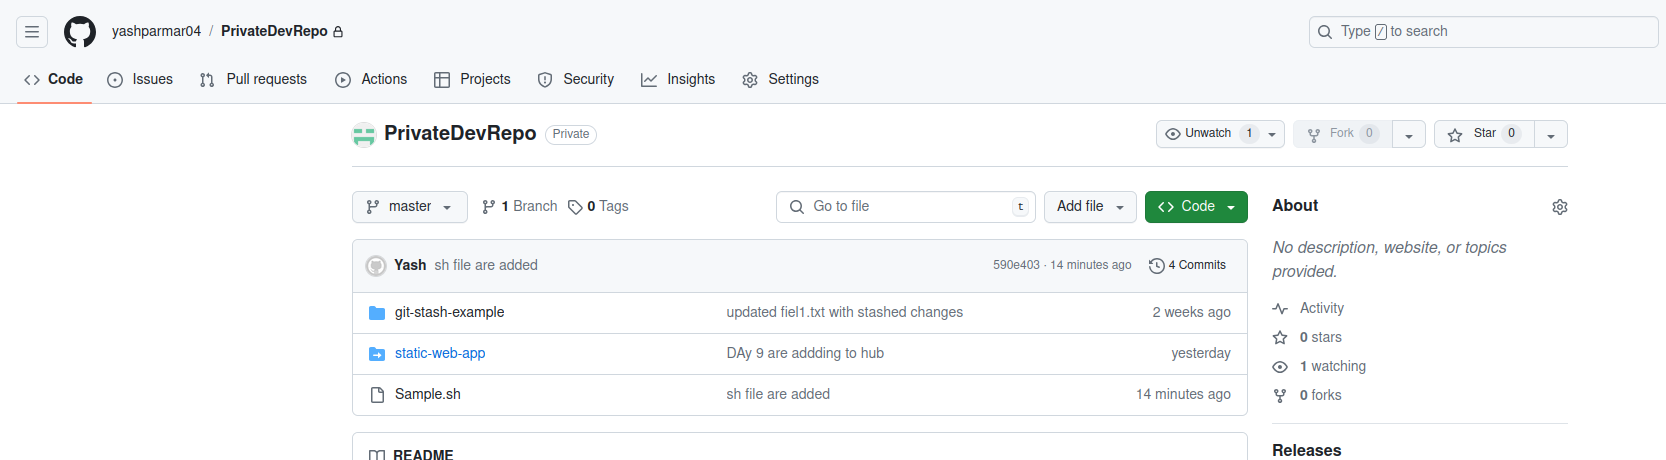 yashparmar04 / PrivateDevRepo
Type / to search
Code Issues Pull requests Actions Projects Security Insights Settings
PrivateDevRepo Private
Unwatch 1 Fork 0 Star 0
master 1 Branch 0 Tags Go to file t Add file Code
Yash sh file are added 590e403 · 14 minutes ago 4 Commits
git-stash-example updated fiel1.txt with stashed changes 2 weeks ago
static-web-app DAy 9 are addding to hub yesterday
Sample.sh sh file are added 14 minutes ago
README
About
No description, website, or topics
provided.
Activity
0 stars
1 watching
0 forks
Releases